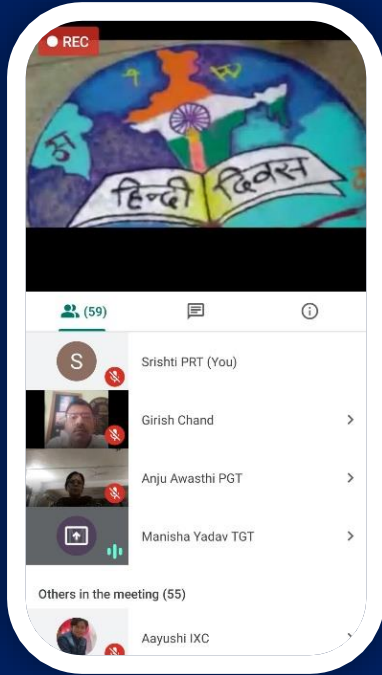 REC
हिन्दी दिवस
(59)
S
Srishti PRT (You)
Girish Chand
Anju Awasthi PGT
Manisha Yadav TGT
Others in the meeting (55)
Aayushi IXC